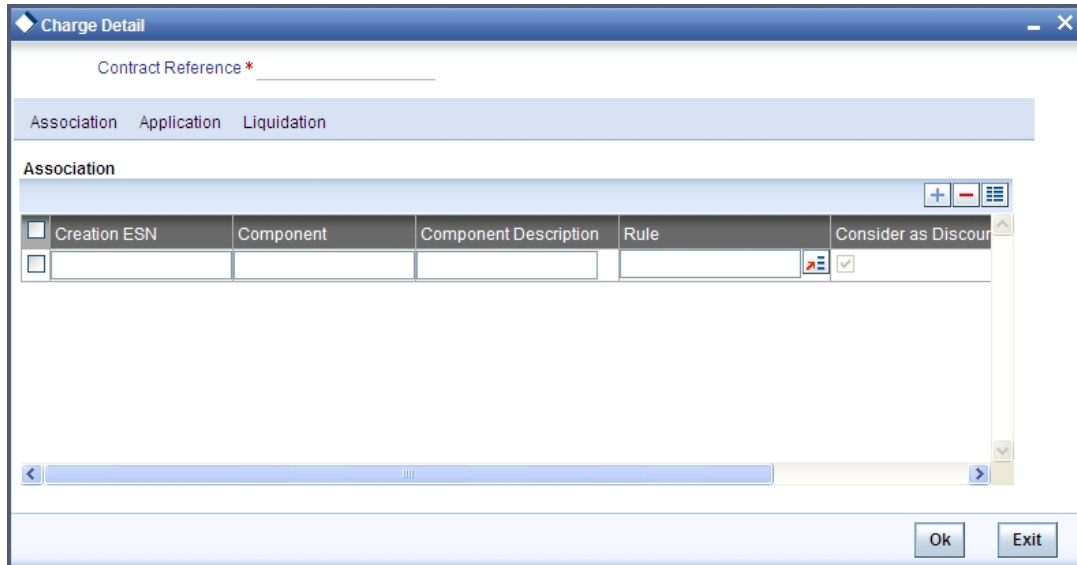 Charge Detail
Contract Reference *
Association Application Liquidation
Association
Creation ESN Component Component Description Rule Consider as Discour
Ok Exit